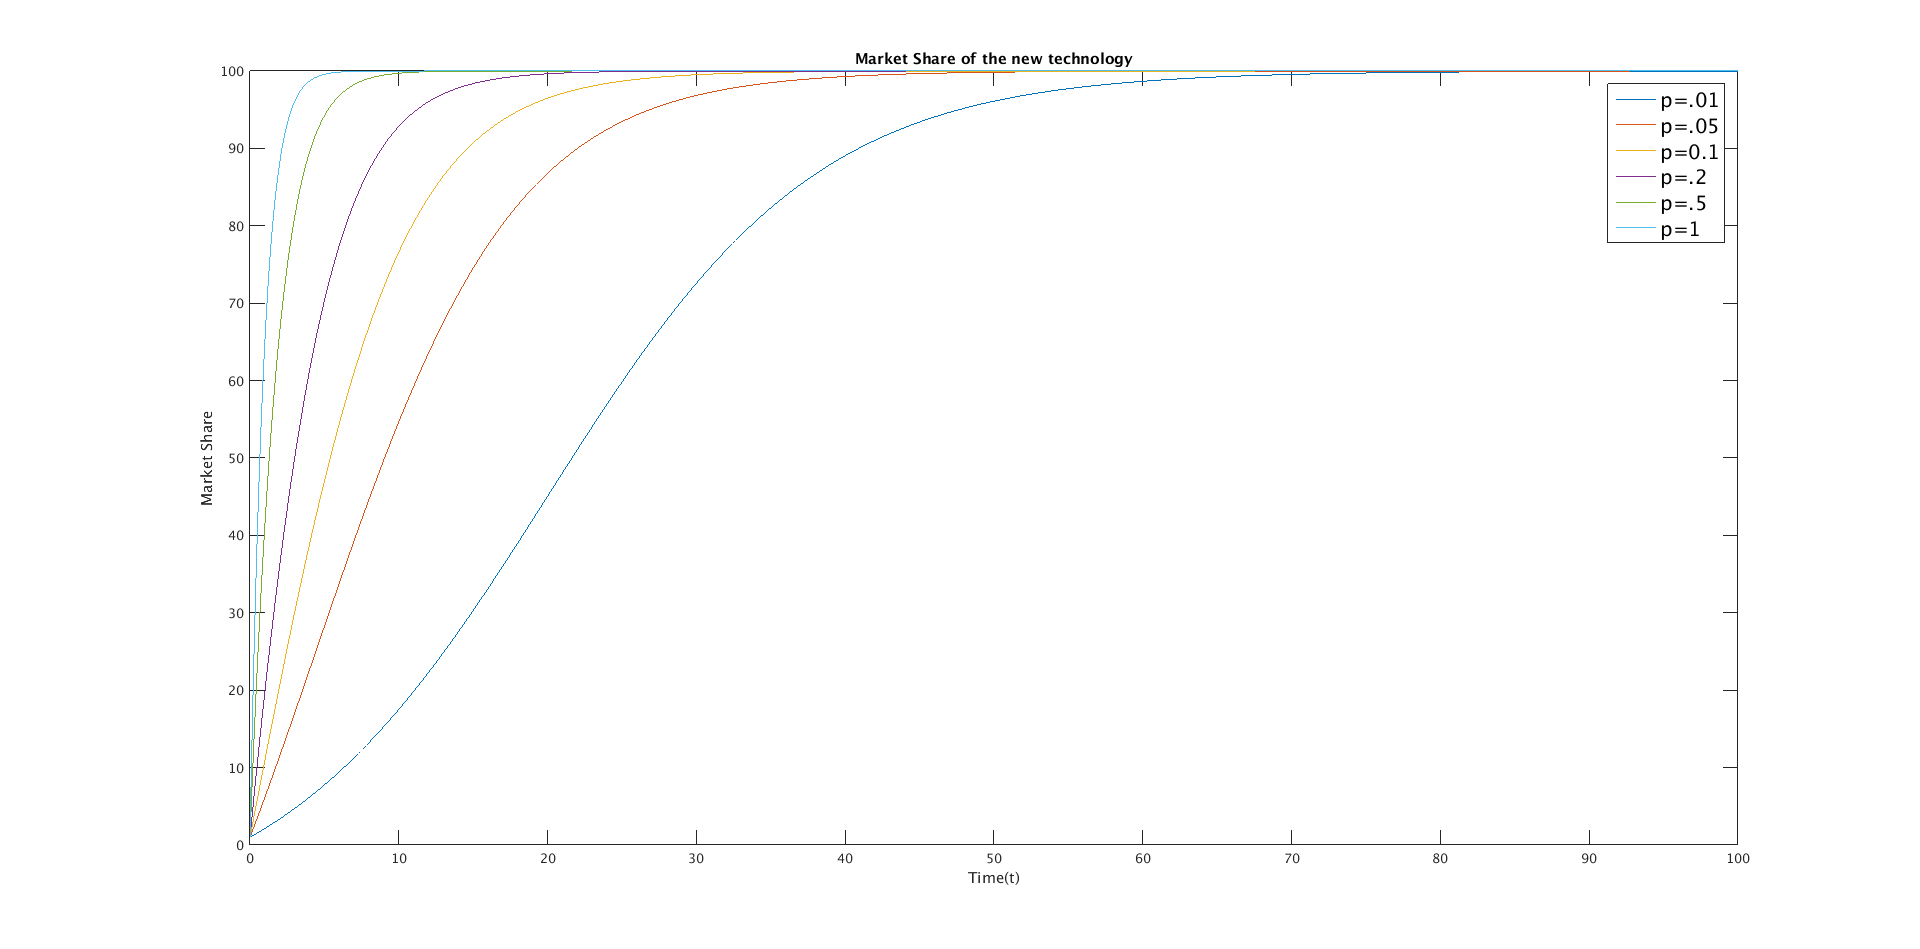 Market Share of the new technology
100
90
80
70
60
50
40
30
20
10
0
Market Share
p=.01
p=.05
p=0.1
p=.2
p=.5
p=1
0 10 20 30 40 50 60 70 80 90 100
Time(t)